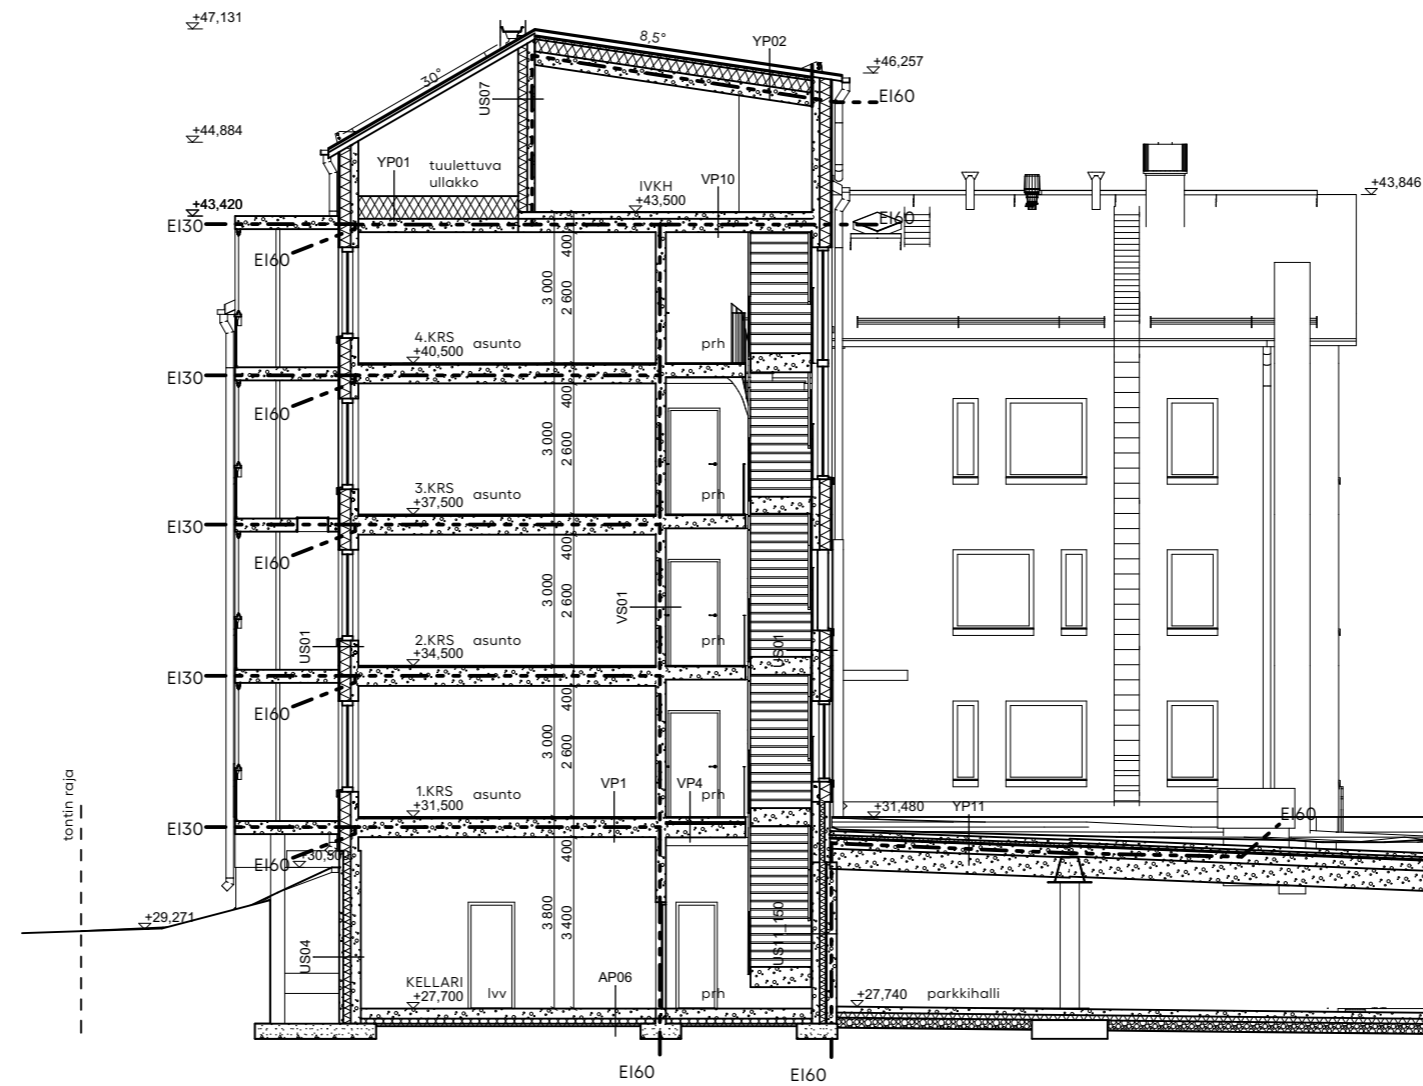 +47,131
8,5°
YP02
+46,257
30°
US07
EI60
+44,884
YP01
tuulettuva
ullakko
IVKH
+43,500
VP10
+43,846
+43,420
EI30
EI60
EI60
400
3 000
2 600
4.KRS asunto
+40,500
prh
EI30
EI60
400
3 000
2 600
3.KRS asunto
+37,500
prh
EI30
EI60
400
3 000
2 600
VS01
US01
2.KRS asunto
+34,500
prh
US01
EI30
EI60
400
3 000
2 600
VP1
VP4
1.KRS asunto
+31,500
prh
+31,480
YP11
EI60
tontin raja
EI30
EI60
+30,500
400
3 800
3 400
+29,271
US04
US11_150
KELLARI
+27,700
lvv
AP06
prh
+27,740
parkkihalli
EI60
EI60